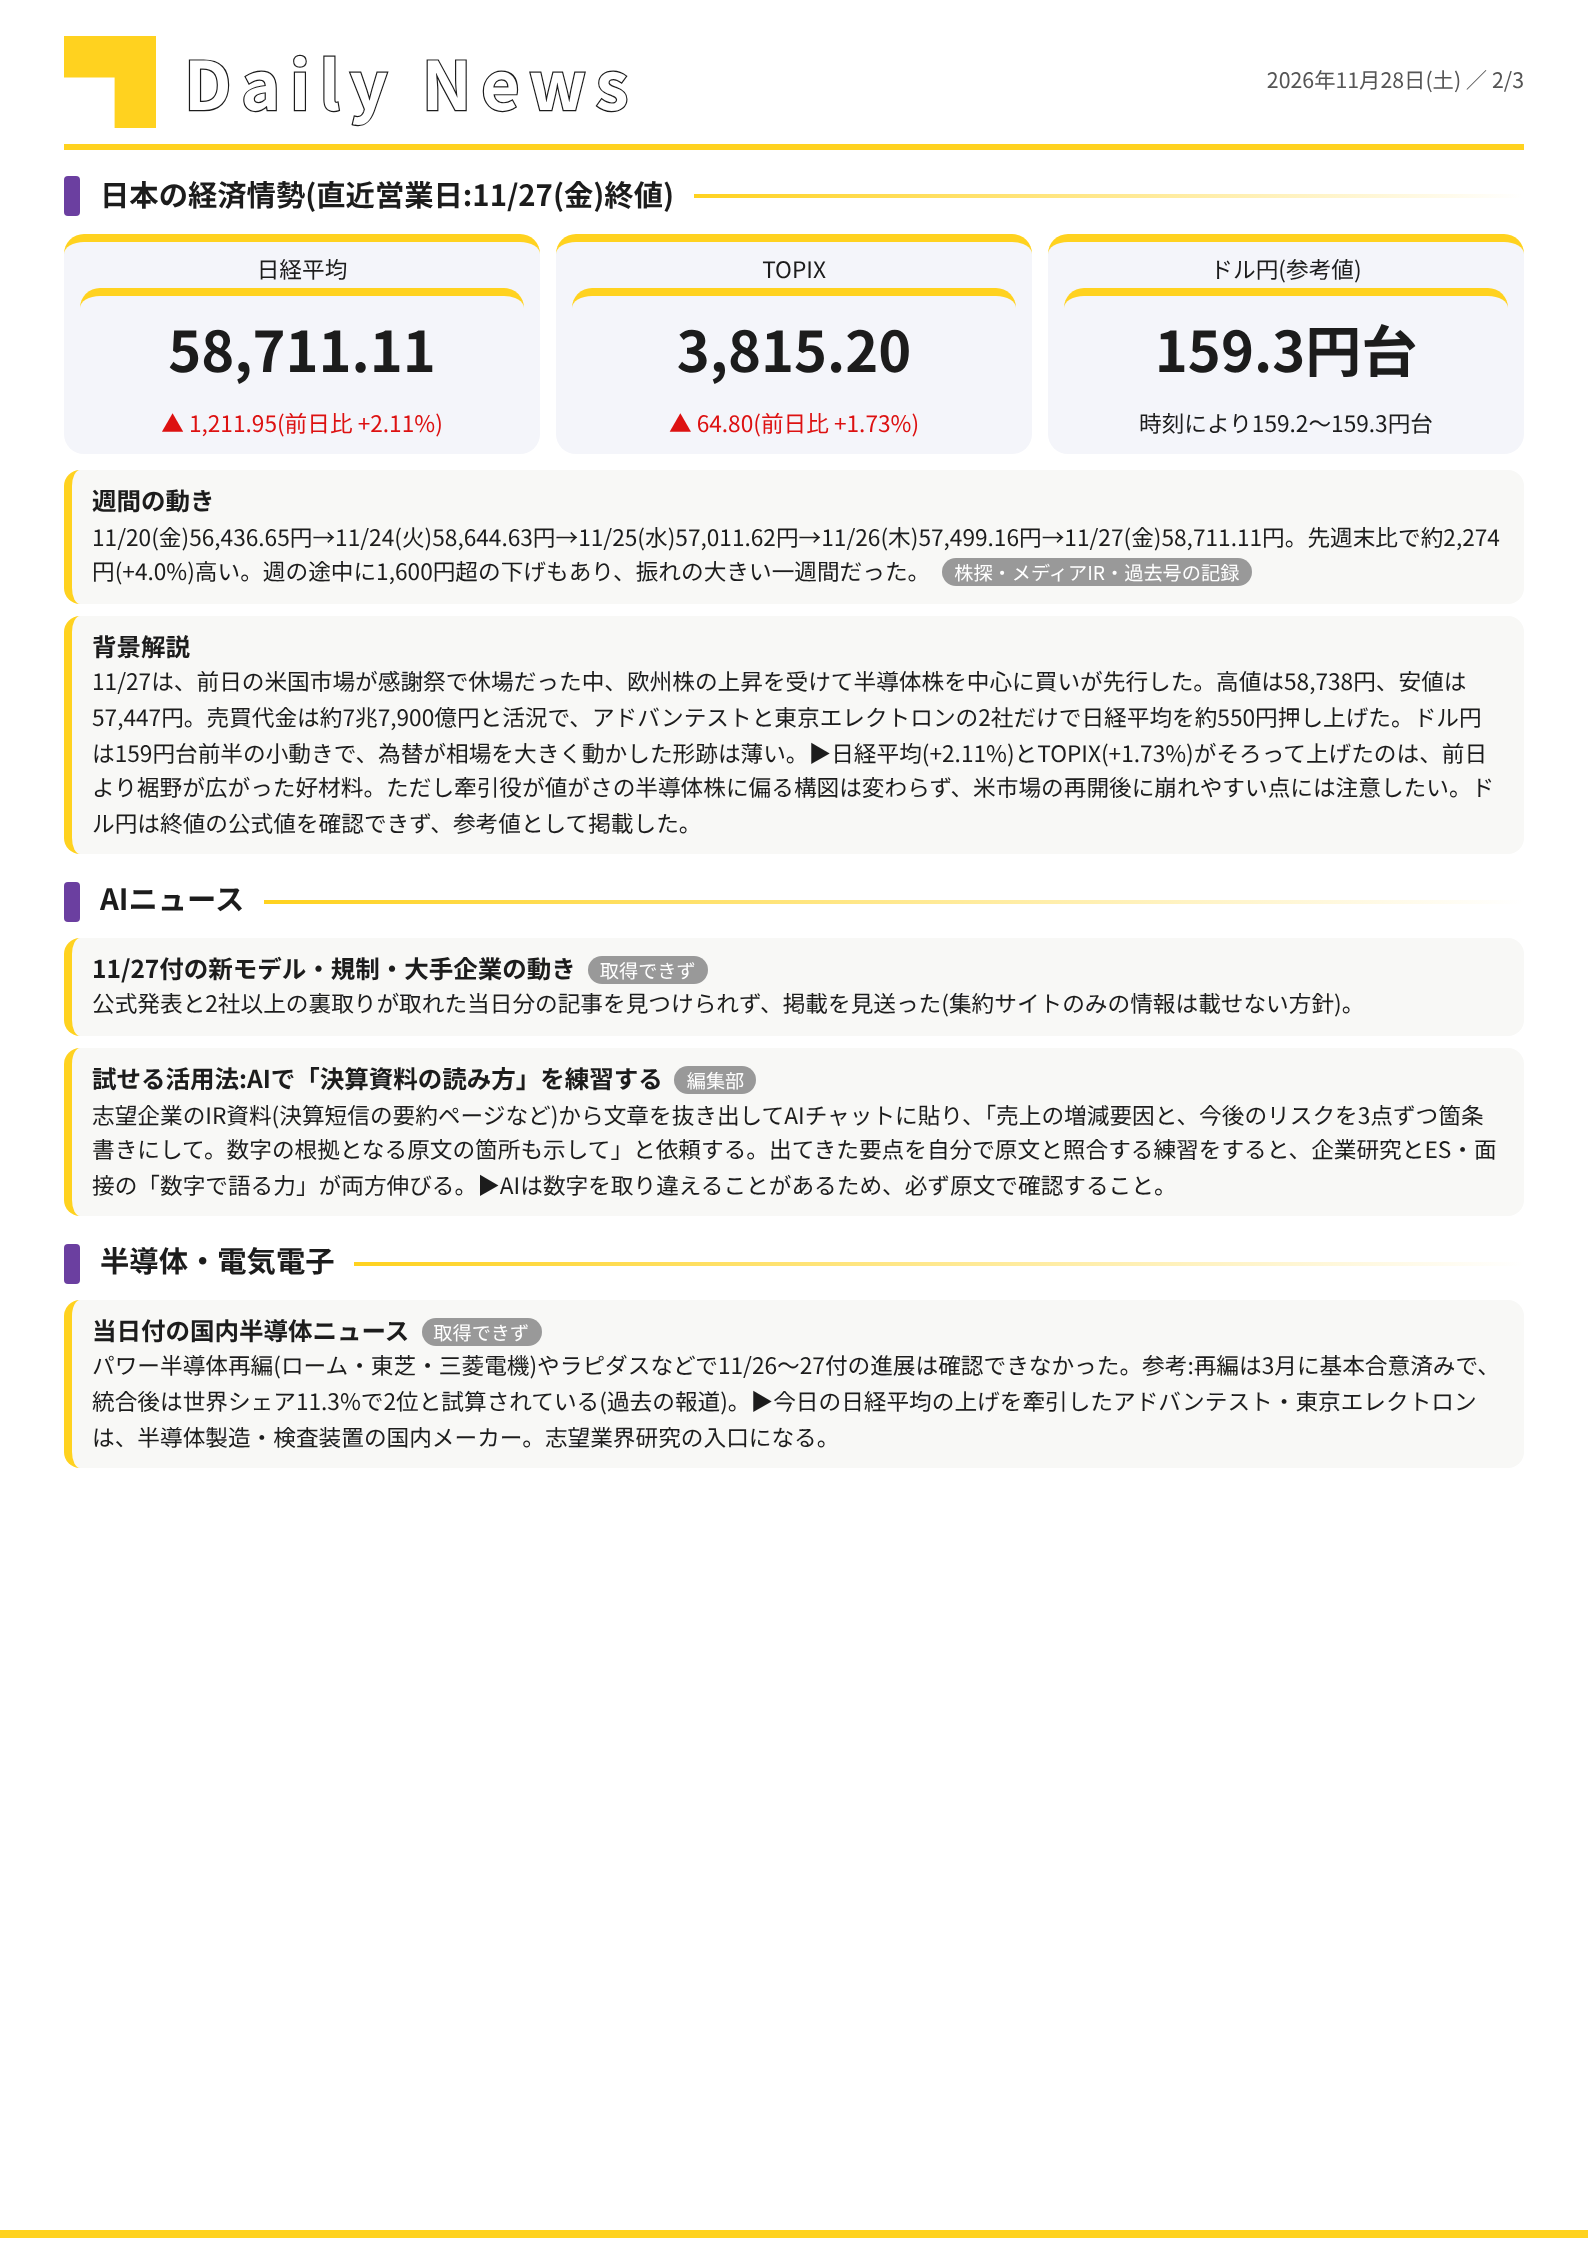 Daily News
2026年11月28日(土) ／ 2/3
日本の経済情勢(直近営業日:11/27(金)終値)
日経平均
58,711.11
▲ 1,211.95(前日比 +2.11%)
TOPIX
3,815.20
▲ 64.80(前日比 +1.73%)
ドル円(参考値)
159.3円台
時刻により159.2〜159.3円台
週間の動き
11/20(金)56,436.65円→11/24(火)58,644.63円→11/25(水)57,011.62円→11/26(木)57,499.16円→11/27(金)58,711.11円。先週末比で約2,274
円(+4.0%)高い。週の途中に1,600円超の下げもあり、振れの大きい一週間だった。 株探・メディアIR・過去号の記録
背景解説
11/27は、前日の米国市場が感謝祭で休場だった中、欧州株の上昇を受けて半導体株を中心に買いが先行した。高値は58,738円、安値は
57,447円。売買代金は約7兆7,900億円と活況で、アドバンテストと東京エレクトロンの2社だけで日経平均を約550円押し上げた。ドル円
は159円台前半の小動きで、為替が相場を大きく動かした形跡は薄い。▶日経平均(+2.11%)とTOPIX(+1.73%)がそろって上げたのは、前日
より裾野が広がった好材料。ただし牽引役が値がさの半導体株に偏る構図は変わらず、米市場の再開後に崩れやすい点には注意したい。ド
ル円は終値の公式値を確認できず、参考値として掲載した。
AIニュース
11/27付の新モデル・規制・大手企業の動き 取得できず
公式発表と2社以上の裏取りが取れた当日分の記事を見つけられず、掲載を見送った(集約サイトのみの情報は載せない方針)。
試せる活用法:AIで「決算資料の読み方」を練習する 編集部
志望企業のIR資料(決算短信の要約ページなど)から文章を抜き出してAIチャットに貼り、「売上の増減要因と、今後のリスクを3点ずつ箇条
書きにして。数字の根拠となる原文の箇所も示して」と依頼する。出てきた要点を自分で原文と照合する練習をすると、企業研究とES・面
接の「数字で語る力」が両方伸びる。▶AIは数字を取り違えることがあるため、必ず原文で確認すること。
半導体・電気電子
当日付の国内半導体ニュース 取得できず
パワー半導体再編(ローム・東芝・三菱電機)やラピダスなどで11/26〜27付の進展は確認できなかった。参考:再編は3月に基本合意済みで、
統合後は世界シェア11.3%で2位と試算されている(過去の報道)。▶今日の日経平均の上げを牽引したアドバンテスト・東京エレクトロン
は、半導体製造・検査装置の国内メーカー。志望業界研究の入口になる。